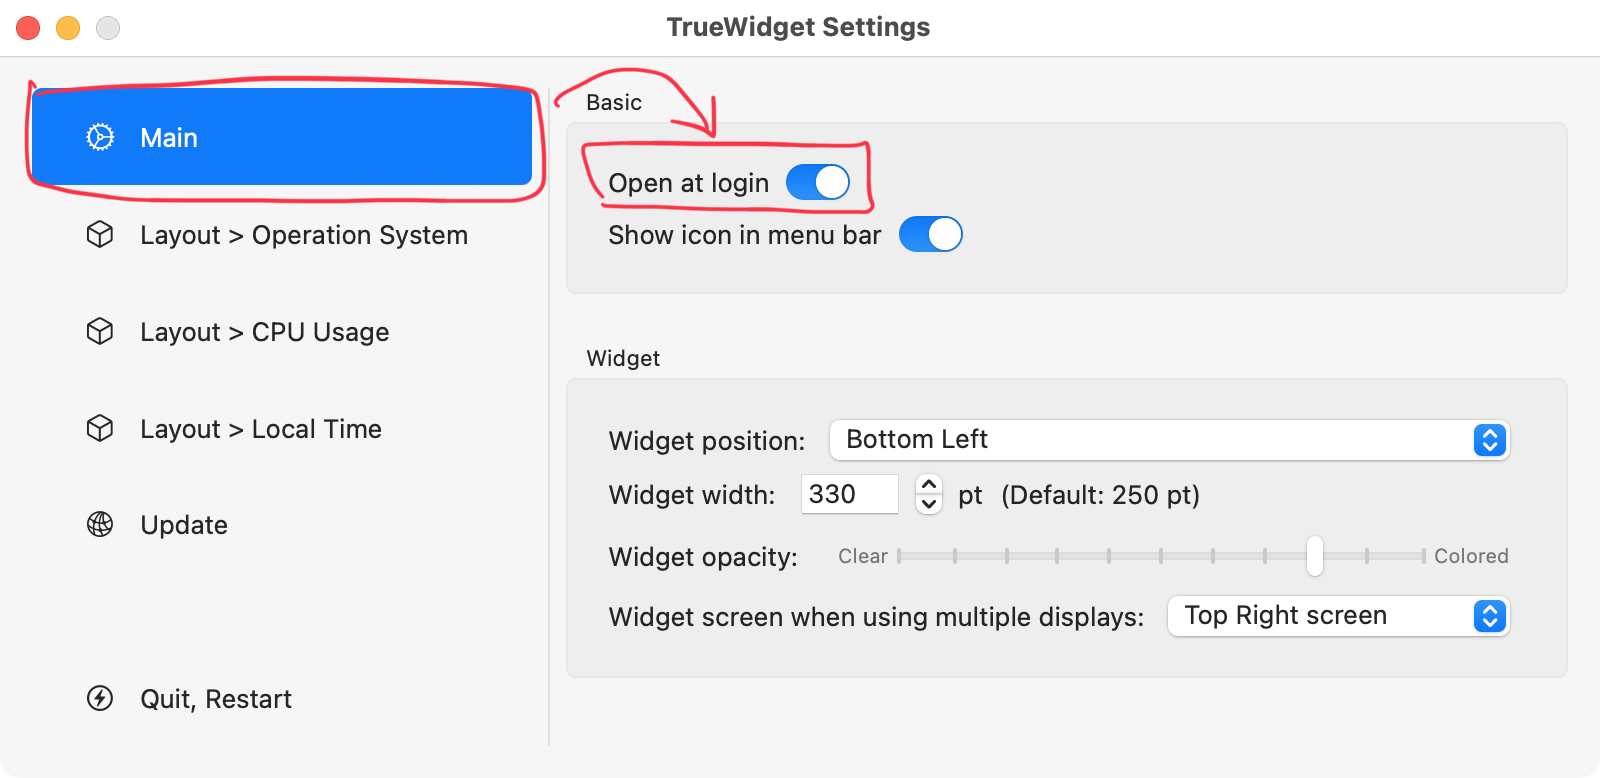 TrueWidget Settings
Main
Layout > Operation System
Layout > CPU Usage
Layout > Local Time
Update
Quit, Restart
Basic
Open at login
Show icon in menu bar
Widget
Widget position: Bottom Left
Widget width: 330 pt (Default: 250 pt)
Widget opacity: Clear Colored
Widget screen when using multiple displays: Top Right screen